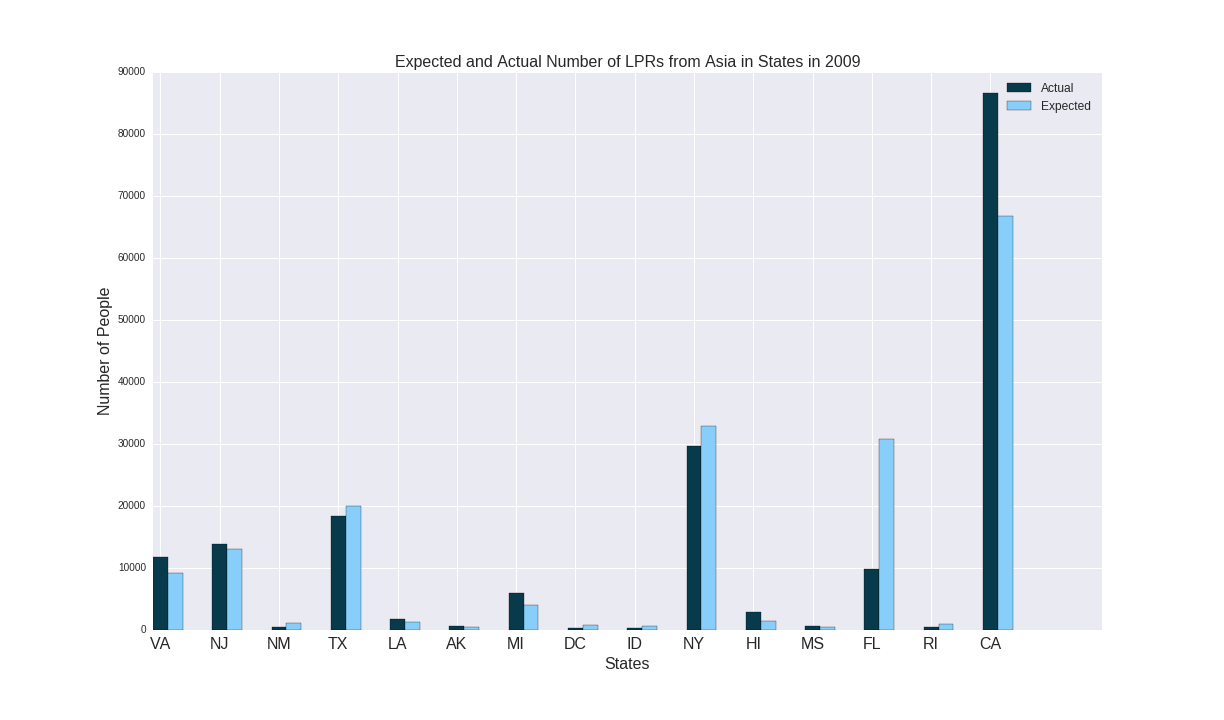 Expected and Actual Number of LPRs from Asia in States in 2009
Actual
Expected
90000
80000
70000
60000
50000
40000
30000
20000
10000
0
Number of People
VA NJ NM TX LA AK MI DC ID NY HI MS FL RI CA
States